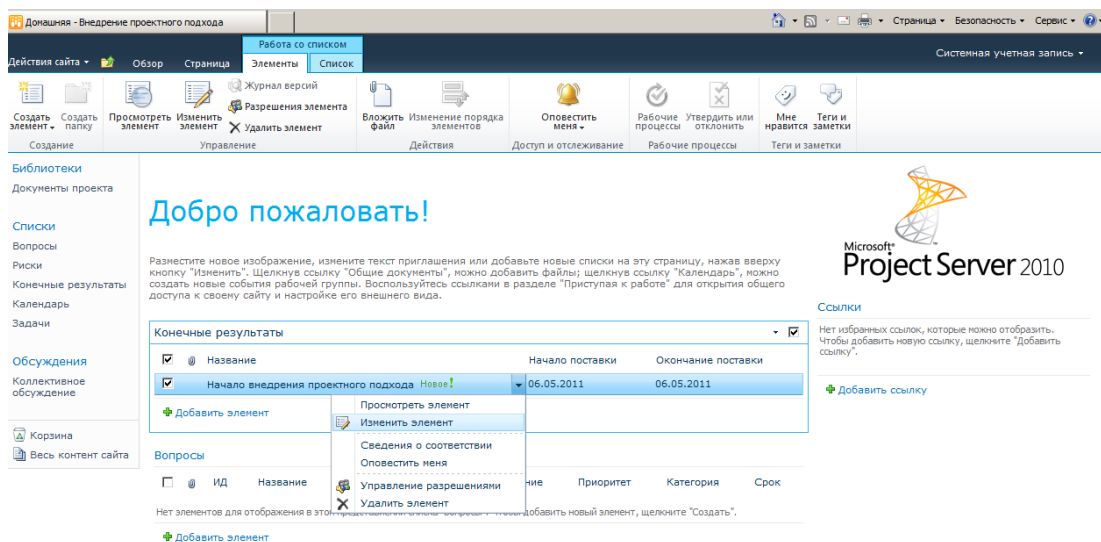 Домашняя - Внедрение проектного подхода
Страница
Безопасность
Сервис
Действия сайта
Обзор
Страница
Работа со списком
Элементы
Список
Системная учетная запись
Создать элемент
Создать папку
Просмотреть элемент
Изменить элемент
Журнал версий
Разрешения элемента
Удалить элемент
Вложить файл
Изменение порядка элементов
Оповестить меня
Рабочие процессы
Утвердить или отклонить
Мне нравится
Теги и заметки
Создание
Управление
Действия
Доступ и отслеживание
Рабочие процессы
Теги и заметки
Библиотеки
Документы проекта
Списки
Вопросы
Риски
Конечные результаты
Календарь
Задачи
Обсуждения
Коллективное
обсуждение
Корзина
Весь контент сайта
Добро пожаловать!
Разместите новое изображение, измените текст приглашения или добавьте новые списки на эту страницу, нажав вверху
кнопку "Изменить". Щелкнув ссылку "Общие документы", можно добавить файлы; щелкнув ссылку "Календарь", можно
создать новые события рабочей группы. Воспользуйтесь ссылками в разделе "Приступая к работе" для открытия общего
доступа к своему сайту и настройке его внешнего вида.
Конечные результаты
Название Начало поставки Окончание поставки
Начало внедрения проектного подхода Новое! 06.05.2011 06.05.2011
Добавить элемент
Просмотреть элемент
Изменить элемент
Сведения о соответствии
Оповестить меня
Управление разрешениями
Удалить элемент
Вопросы
ИД Название ние Приоритет Категория Срок
Нет элементов для отображения в этом добавить новый элемент, щелкните "Создать".
Добавить элемент
Microsoft®
Project Server 2010
Ссылки
Нет избранных ссылок, которые можно отобразить.
Чтобы добавить новую ссылку, щелкните "Добавить
ссылку".
Добавить ссылку